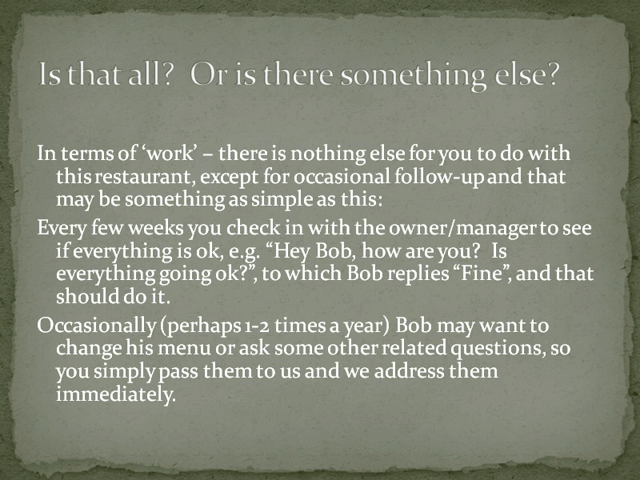 Is that all?  Or is there something else?
In terms of ‘work’ – there is nothing else for you to do with
this restaurant, except for occasional follow-up and that
may be something as simple as this:
Every few weeks you check in with the owner/manager to see
if everything is ok, e.g. “Hey Bob, how are you?  Is
everything going ok?”, to which Bob replies “Fine”, and that
should do it.
Occasionally (perhaps 1-2 times a year) Bob may want to
change his menu or ask some other related questions, so
you simply pass them to us and we address them
immediately.